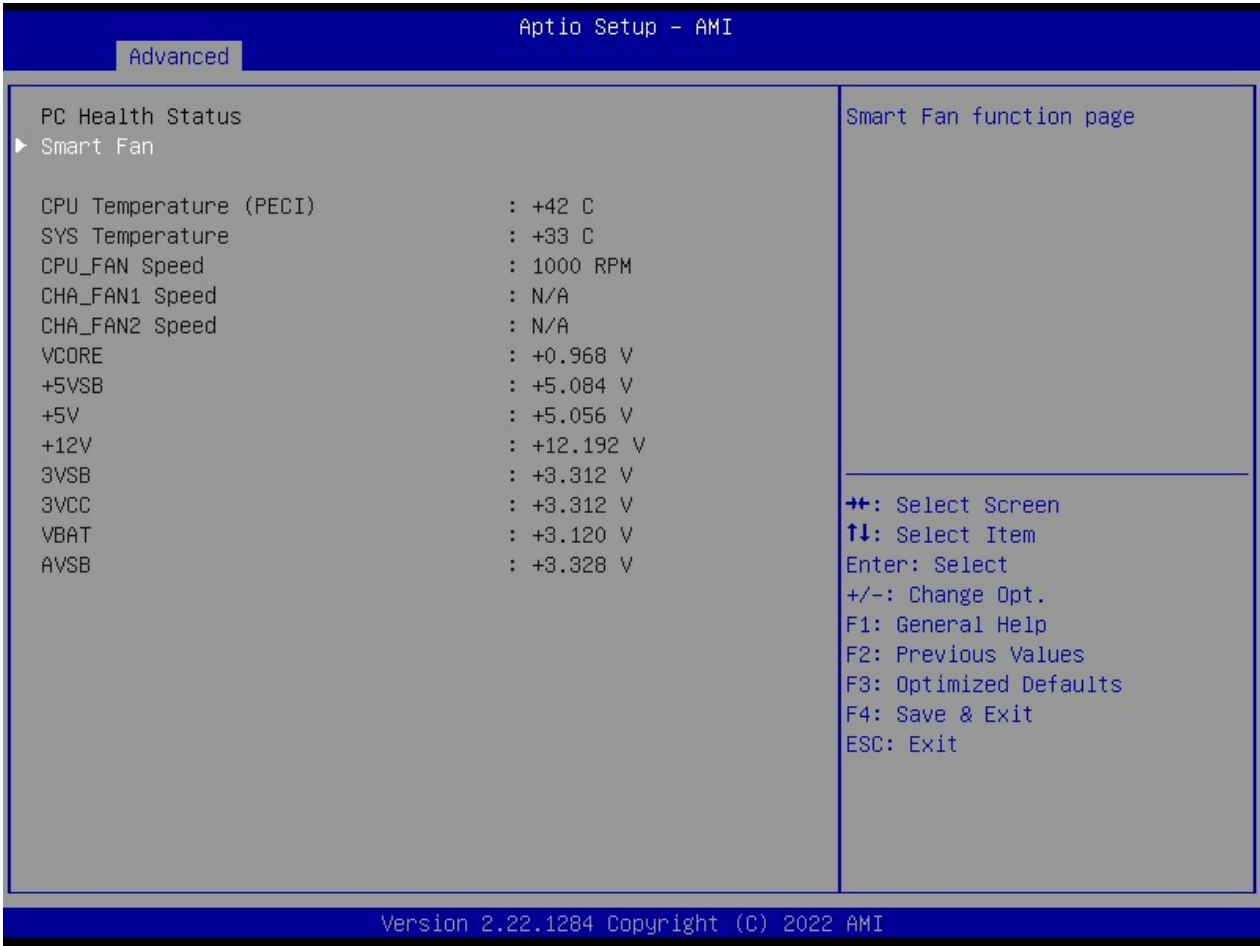 Aptio Setup – AMI
Advanced
PC Health Status
Smart Fan
CPU Temperature (PECI) : +42 C
SYS Temperature : +33 C
CPU_FAN Speed : 1000 RPM
CHA_FAN1 Speed : N/A
CHA_FAN2 Speed : N/A
VCORE : +0.968 V
+5VSB : +5.084 V
+5V : +5.056 V
+12V : +12.192 V
3VSB : +3.312 V
3VCC : +3.312 V
VBAT : +3.120 V
AVSB : +3.328 V
Smart Fan function page
→←: Select Screen
↑↓: Select Item
Enter: Select
+/-: Change Opt.
F1: General Help
F2: Previous Values
F3: Optimized Defaults
F4: Save & Exit
ESC: Exit
Version 2.22.1284 Copyright (C) 2022 AMI